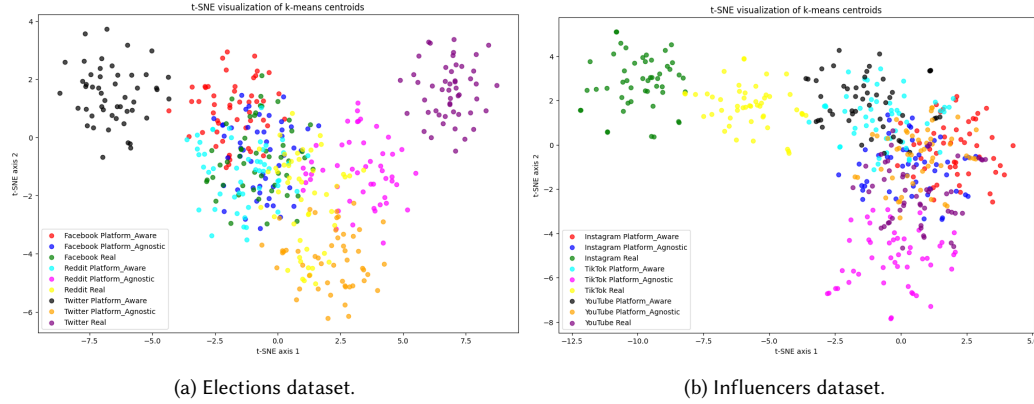 t-SNE visualization of k-means centroids
4
2
0
−2
−4
−6
t-SNE axis 2
Facebook Platform_Aware
Facebook Platform_Agnostic
Facebook Real
Reddit Platform_Aware
Reddit Platform_Agnostic
Reddit Real
Twitter Platform_Agnostic
Twitter Platform_Aware
Twitter Real
−7.5
−5.0
−2.5
0.0
2.5
5.0
7.5
t-SNE axis 1
(a) Elections dataset.
t-SNE visualization of k-means centroids
4
2
0
−2
−4
−6
−8
t-SNE axis 2
Instagram Platform_Aware
Instagram Platform_Agnostic
Instagram Real
TikTok Platform_Aware
TikTok Platform_Agnostic
TikTok Real
YouTube Platform_Aware
YouTube Platform_Agnostic
YouTube Real
−12.5
−10.0
−7.5
−5.0
−2.5
0.0
2.5
5.0
t-SNE axis 1
(b) Influencers dataset.